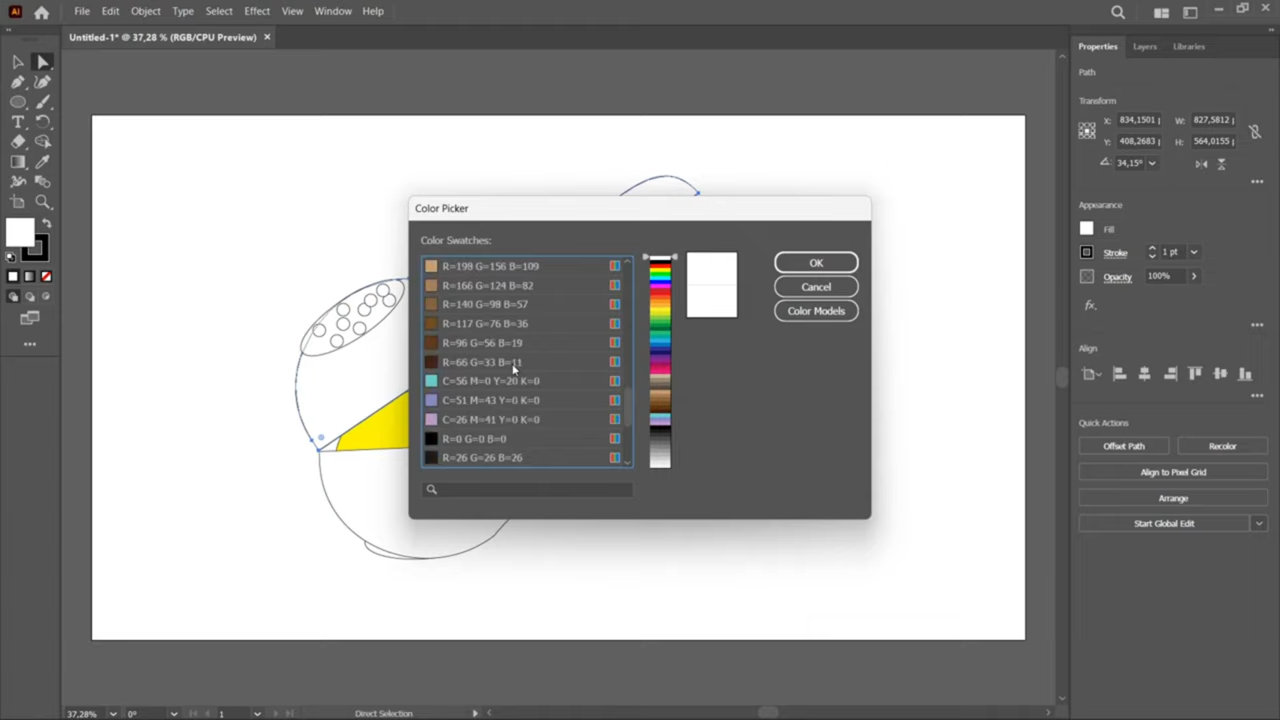 Ai File Edit Object Type Select Effect View Window Help
Untitled-1* @ 37,28 % (RGB/CPU Preview) ×
Properties Layers Libraries
Path
Transform
X: 834,1501 W: 827,5812
Y: 408,2683 H: 564,0155
34,15°
Appearance
Fill
Stroke 1 pt
Opacity 100%
fx.
Align
Quick Actions
Offset Path Recolor
Align to Pixel Grid
Arrange
Start Global Edit
Color Picker
Color Swatches:
R=198 G=156 B=109
R=166 G=124 B=82
R=140 G=98 B=57
R=117 G=76 B=36
R=96 G=56 B=19
R=66 G=33 B=11
C=56 M=0 Y=20 K=0
C=51 M=43 Y=0 K=0
C=26 M=41 Y=0 K=0
R=0 G=0 B=0
R=26 G=26 B=26
OK
Cancel
Color Models
37,28% 0° 1 Direct Selection